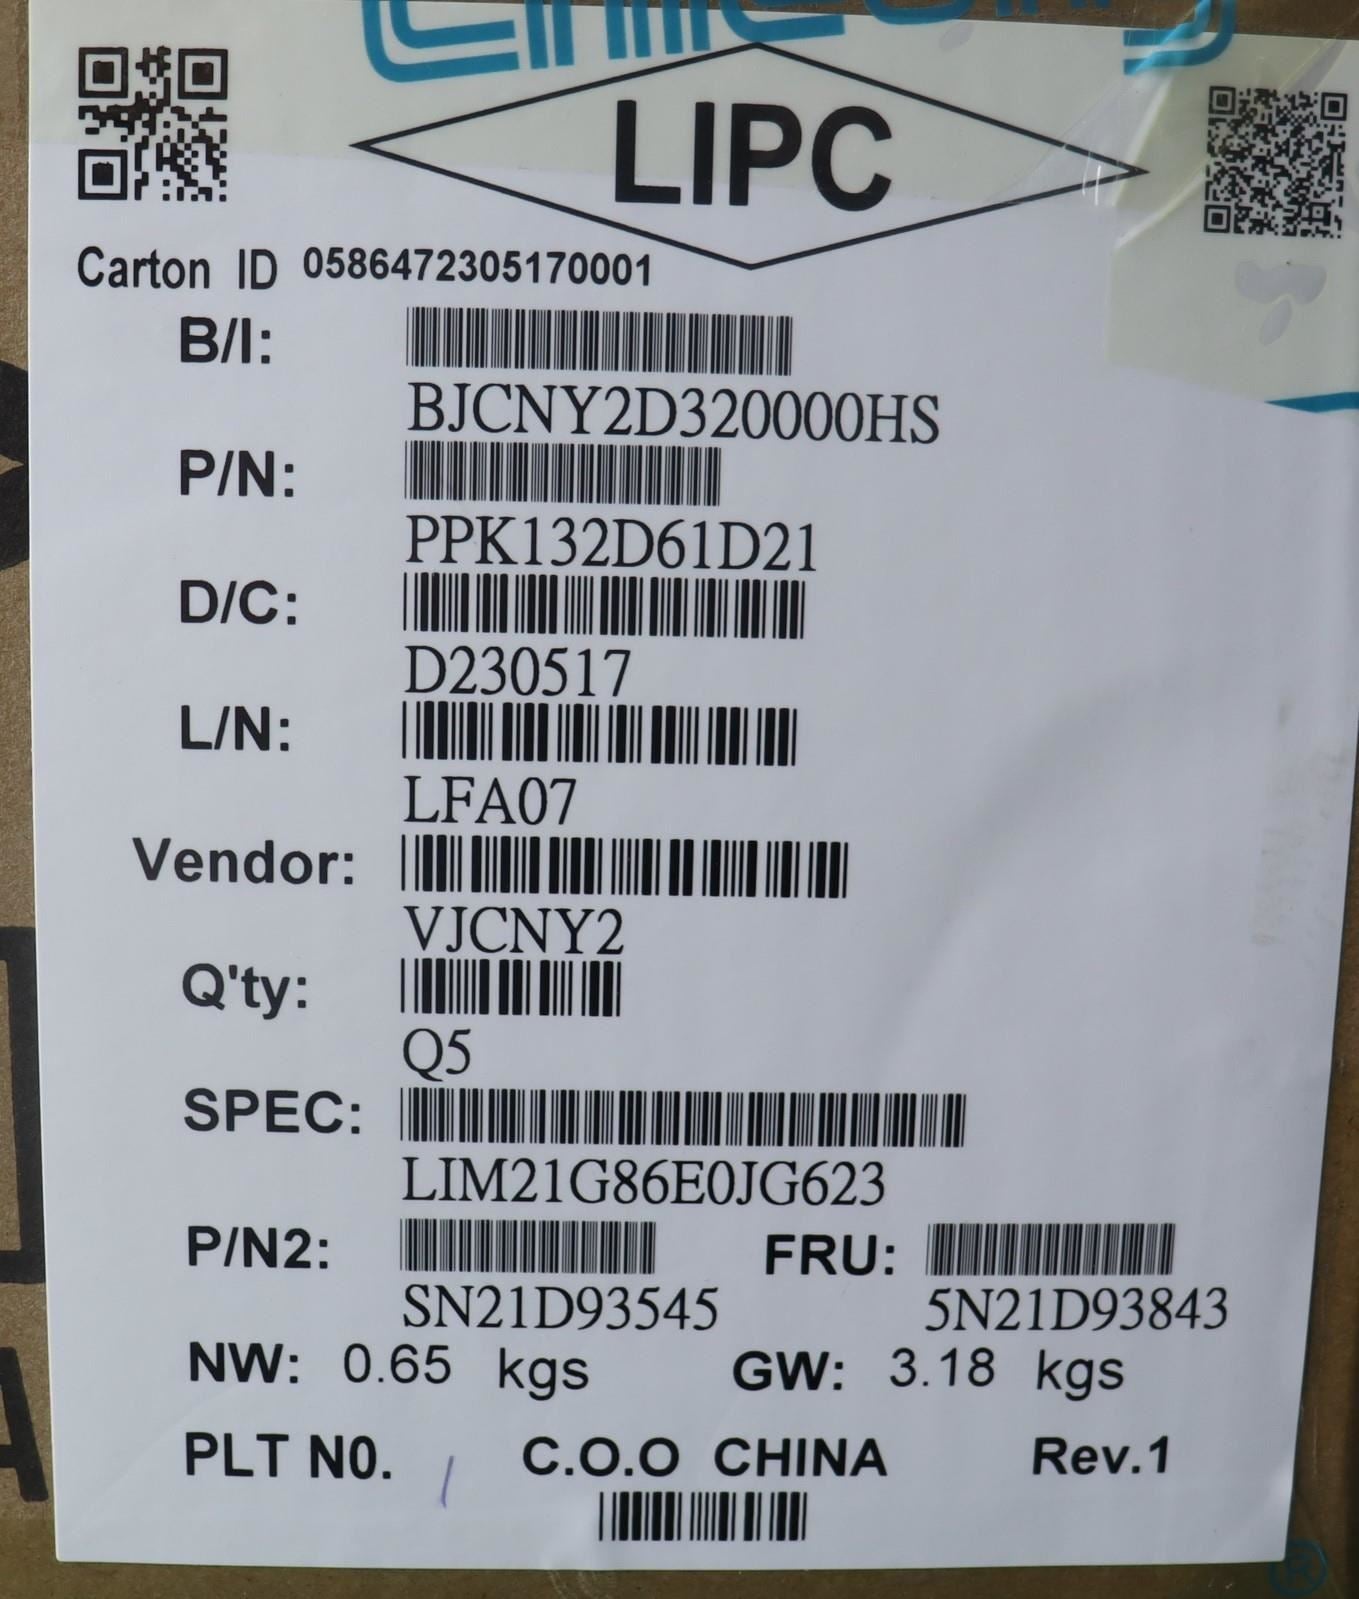 LIPC
Carton ID 0586472305170001
B/I:
BJCNY2D320000HS
P/N:
PPK132D61D21
D/C:
D230517
L/N:
LFA07
Vendor:
VJCNY2
Q'ty:
Q5
SPEC:
LIM21G86E0JG623
P/N2: FRU:
SN21D93545 5N21D93843
NW: 0.65 kgs GW: 3.18 kgs
PLT NO. / C.O.O CHINA Rev.1